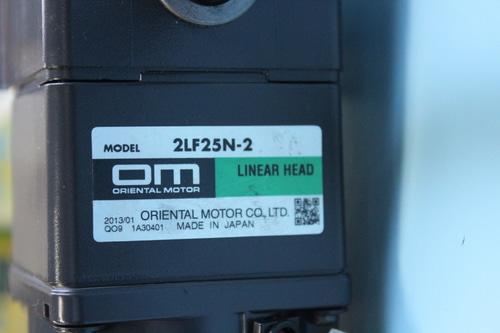 MODEL 2LF25N-2
om LINEAR HEAD
ORIENTAL MOTOR
2013/01 ORIENTAL MOTOR CO., LTD.
QO9 1A30401 MADE IN JAPAN